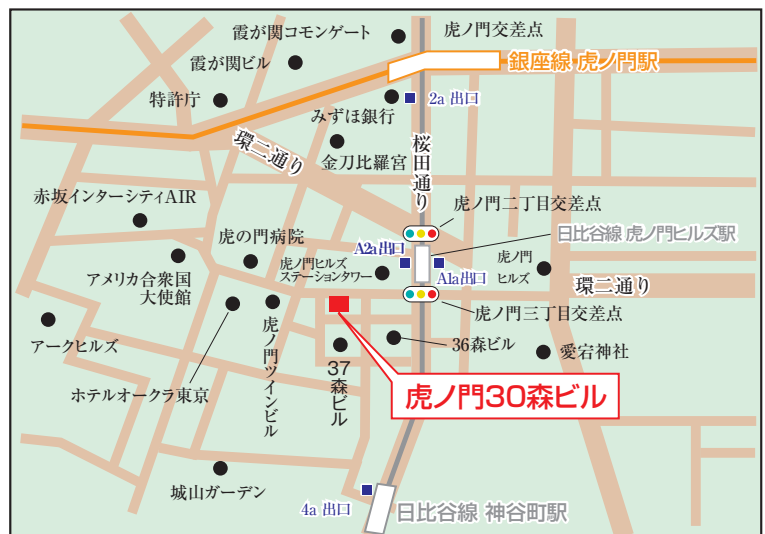 霞が関コモンゲート
虎ノ門交差点
霞が関ビル
銀座線 虎ノ門駅
特許庁
2a 出口
みずほ銀行
環二通り
金刀比羅宮
桜田通り
赤坂インターシティAIR
虎ノ門二丁目交差点
虎の門病院
A2a出口
日比谷線 虎ノ門ヒルズ駅
アメリカ合衆国
大使館
虎ノ門ヒルズ
ステーションタワー
A1a出口
虎ノ門
ヒルズ
環二通り
虎ノ門三丁目交差点
アークヒルズ
虎ノ門ツインビル
37森ビル
36森ビル
愛宕神社
ホテルオークラ東京
虎ノ門30森ビル
城山ガーデン
4a 出口
日比谷線 神谷町駅